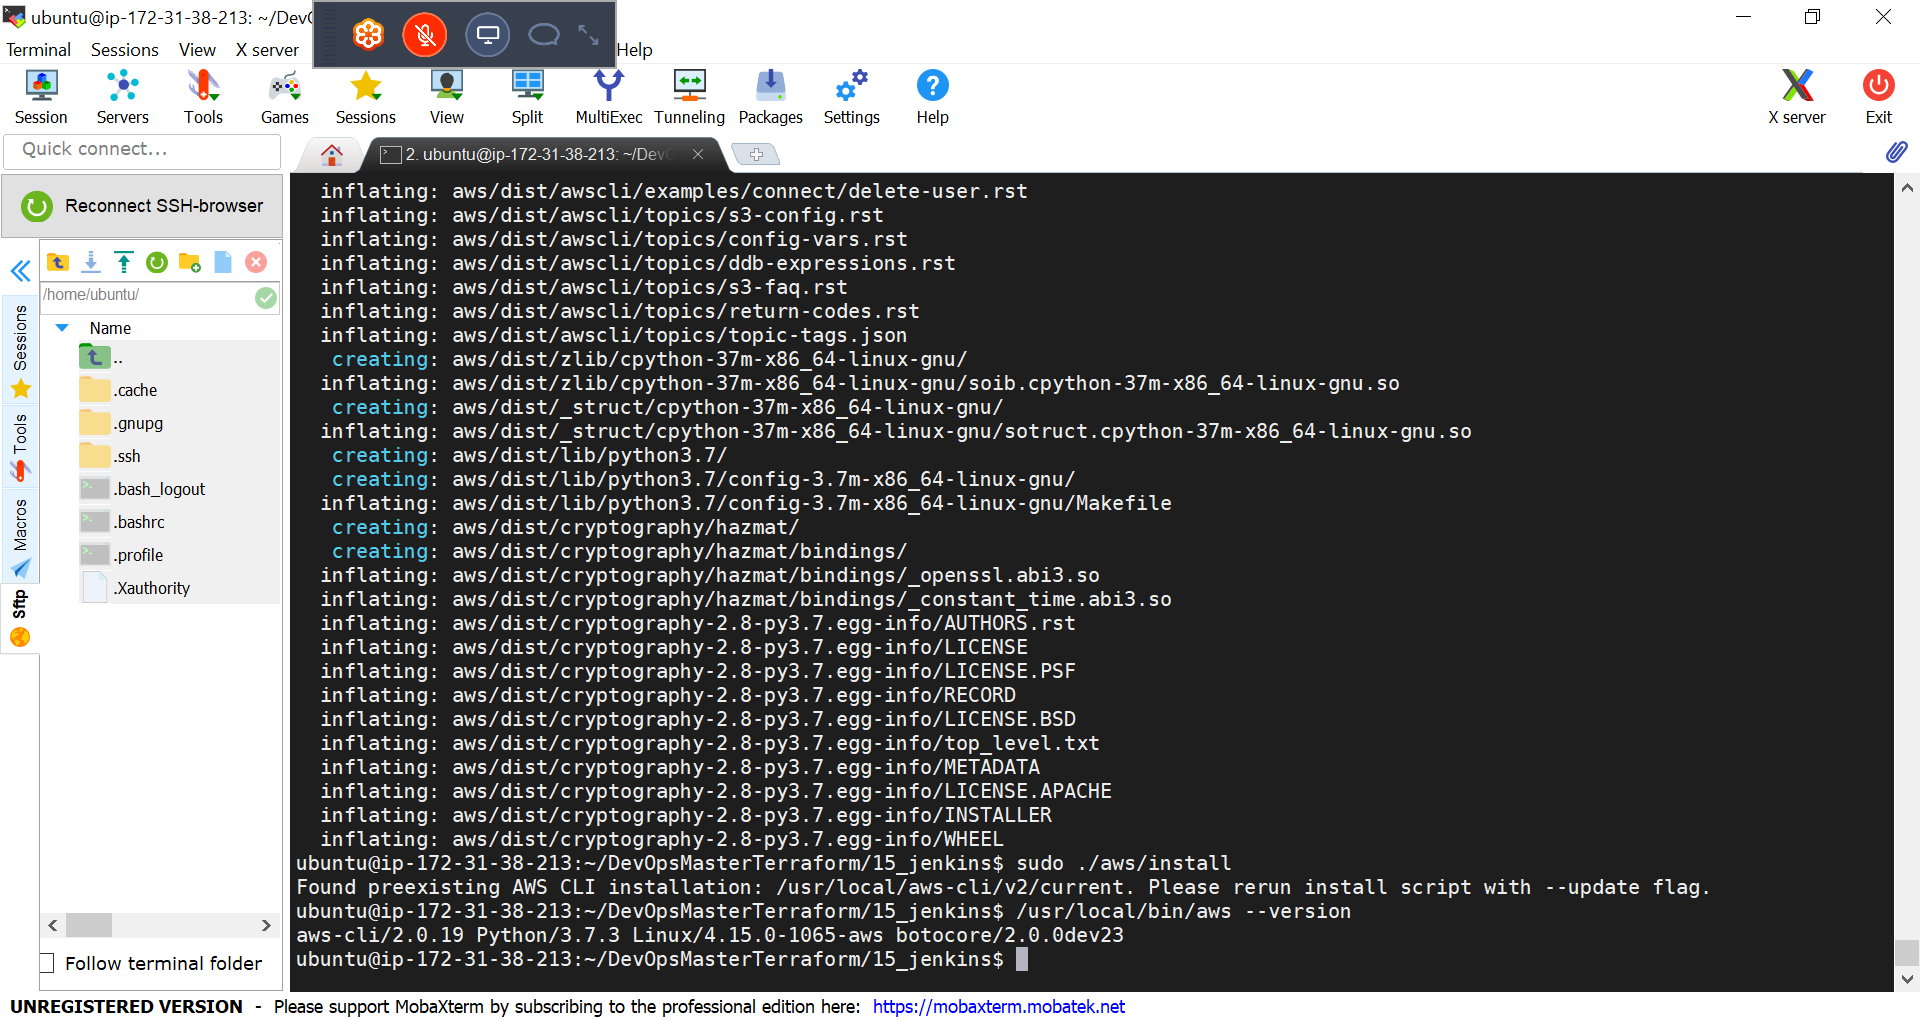 ubuntu@ip-172-31-38-213: ~/DevO
Terminal Sessions View X server Help
Session Servers Tools Games Sessions View Split MultiExec Tunneling Packages Settings Help X server Exit
Quick connect...
2. ubuntu@ip-172-31-38-213: ~/DevO
Reconnect SSH-browser
/home/ubuntu/
Name
..
.cache
.gnupg
.ssh
.bash_logout
.bashrc
.profile
.Xauthority
Sessions
Tools
Macros
Sftp
Follow terminal folder
inflating: aws/dist/awscli/examples/connect/delete-user.rst
inflating: aws/dist/awscli/topics/s3-config.rst
inflating: aws/dist/awscli/topics/config-vars.rst
inflating: aws/dist/awscli/topics/ddb-expressions.rst
inflating: aws/dist/awscli/topics/s3-faq.rst
inflating: aws/dist/awscli/topics/return-codes.rst
inflating: aws/dist/awscli/topics/topic-tags.json
creating: aws/dist/zlib/cpython-37m-x86_64-linux-gnu/
inflating: aws/dist/zlib/cpython-37m-x86_64-linux-gnu/soib.cpython-37m-x86_64-linux-gnu.so
creating: aws/dist/_struct/cpython-37m-x86_64-linux-gnu/
inflating: aws/dist/_struct/cpython-37m-x86_64-linux-gnu/sotruct.cpython-37m-x86_64-linux-gnu.so
creating: aws/dist/lib/python3.7/
creating: aws/dist/lib/python3.7/config-3.7m-x86_64-linux-gnu/
inflating: aws/dist/lib/python3.7/config-3.7m-x86_64-linux-gnu/Makefile
creating: aws/dist/cryptography/hazmat/
creating: aws/dist/cryptography/hazmat/bindings/
inflating: aws/dist/cryptography/hazmat/bindings/_openssl.abi3.so
inflating: aws/dist/cryptography/hazmat/bindings/_constant_time.abi3.so
inflating: aws/dist/cryptography-2.8-py3.7.egg-info/AUTHORS.rst
inflating: aws/dist/cryptography-2.8-py3.7.egg-info/LICENSE
inflating: aws/dist/cryptography-2.8-py3.7.egg-info/LICENSE.PSF
inflating: aws/dist/cryptography-2.8-py3.7.egg-info/RECORD
inflating: aws/dist/cryptography-2.8-py3.7.egg-info/LICENSE.BSD
inflating: aws/dist/cryptography-2.8-py3.7.egg-info/top_level.txt
inflating: aws/dist/cryptography-2.8-py3.7.egg-info/METADATA
inflating: aws/dist/cryptography-2.8-py3.7.egg-info/LICENSE.APACHE
inflating: aws/dist/cryptography-2.8-py3.7.egg-info/INSTALLER
inflating: aws/dist/cryptography-2.8-py3.7.egg-info/WHEEL
ubuntu@ip-172-31-38-213:~/DevOpsMasterTerraform/15_jenkins$ sudo ./aws/install
Found preexisting AWS CLI installation: /usr/local/aws-cli/v2/current. Please rerun install script with --update flag.
ubuntu@ip-172-31-38-213:~/DevOpsMasterTerraform/15_jenkins$ /usr/local/bin/aws --version
aws-cli/2.0.19 Python/3.7.3 Linux/4.15.0-1065-aws botocore/2.0.0dev23
ubuntu@ip-172-31-38-213:~/DevOpsMasterTerraform/15_jenkins$
UNREGISTERED VERSION - Please support MobaXterm by subscribing to the professional edition here: https://mobaxterm.mobatek.net